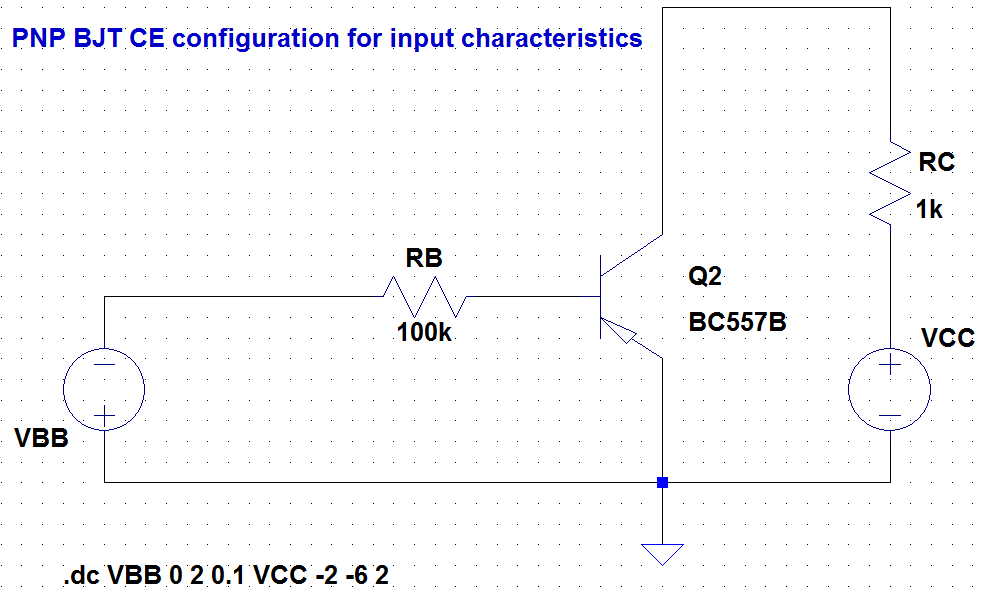 PNP BJT CE configuration for input characteristics
RC
1k
RB
100k
Q2
BC557B
VCC
VBB
.dc VBB 0 2 0.1 VCC -2 -6 2